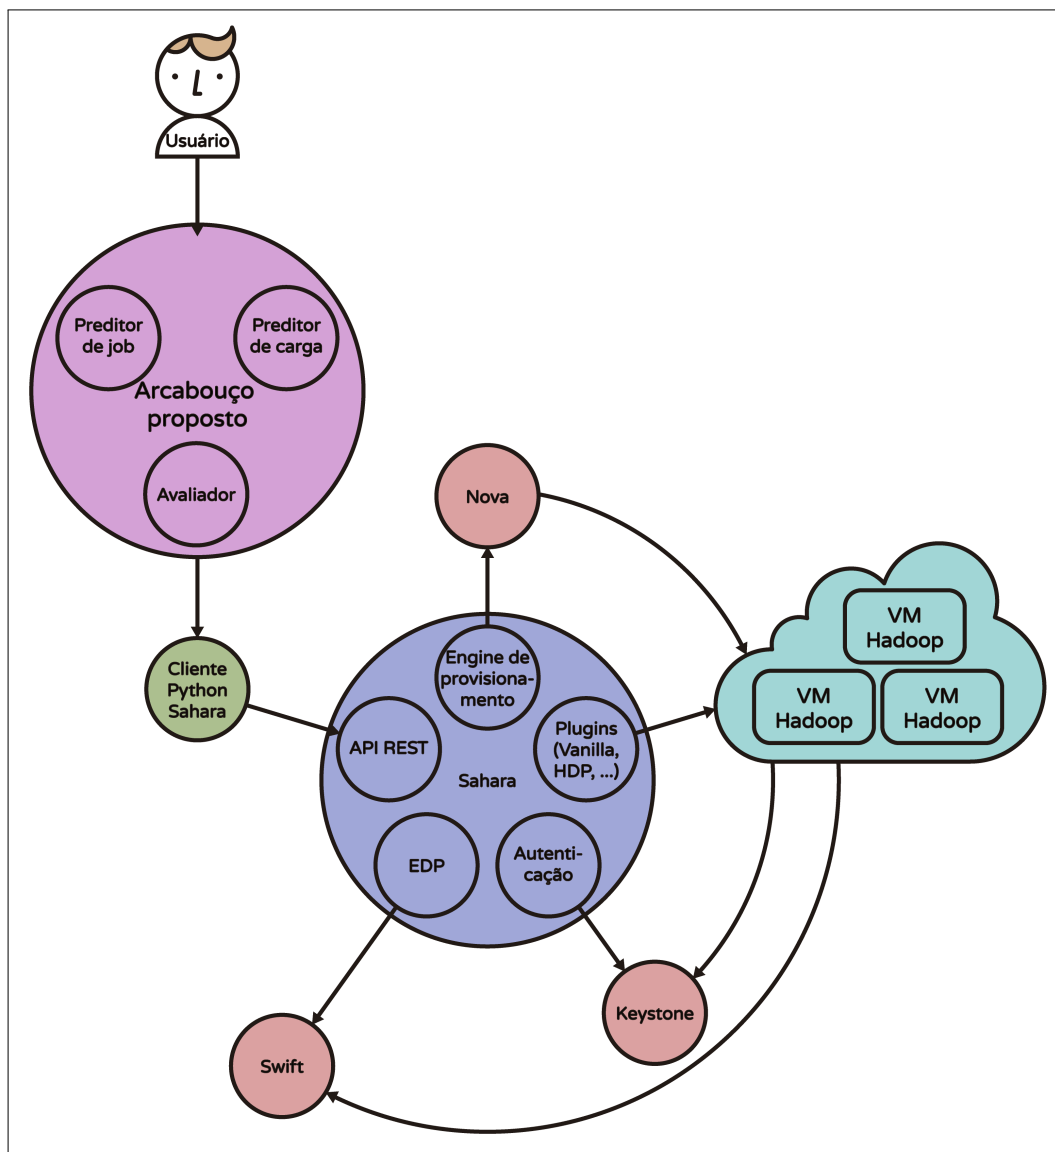 Usuário
Preditor
de job
Preditor
de carga
Arcabouço
proposto
Avaliador
Nova
VM
Hadoop
Cliente
Python
Sahara
Engine de
provisiona-
mento
VM
Hadoop
VM
Hadoop
API REST
Plugins
(Vanilla,
HDP, ...)
Sahara
EDP
Autenti-
cação
Keystone
Swift